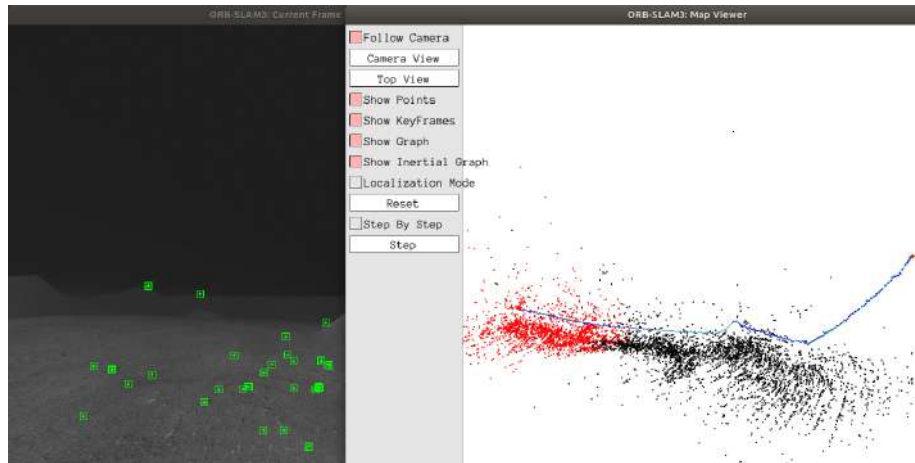 ORB-SLAM3: Current Frame
ORB-SLAM3: Map Viewer
Follow Camera
Camera View
Top View
Show Points
Show KeyFrames
Show Graph
Show Inertial Graph
Localization Mode
Reset
Step By Step
Step